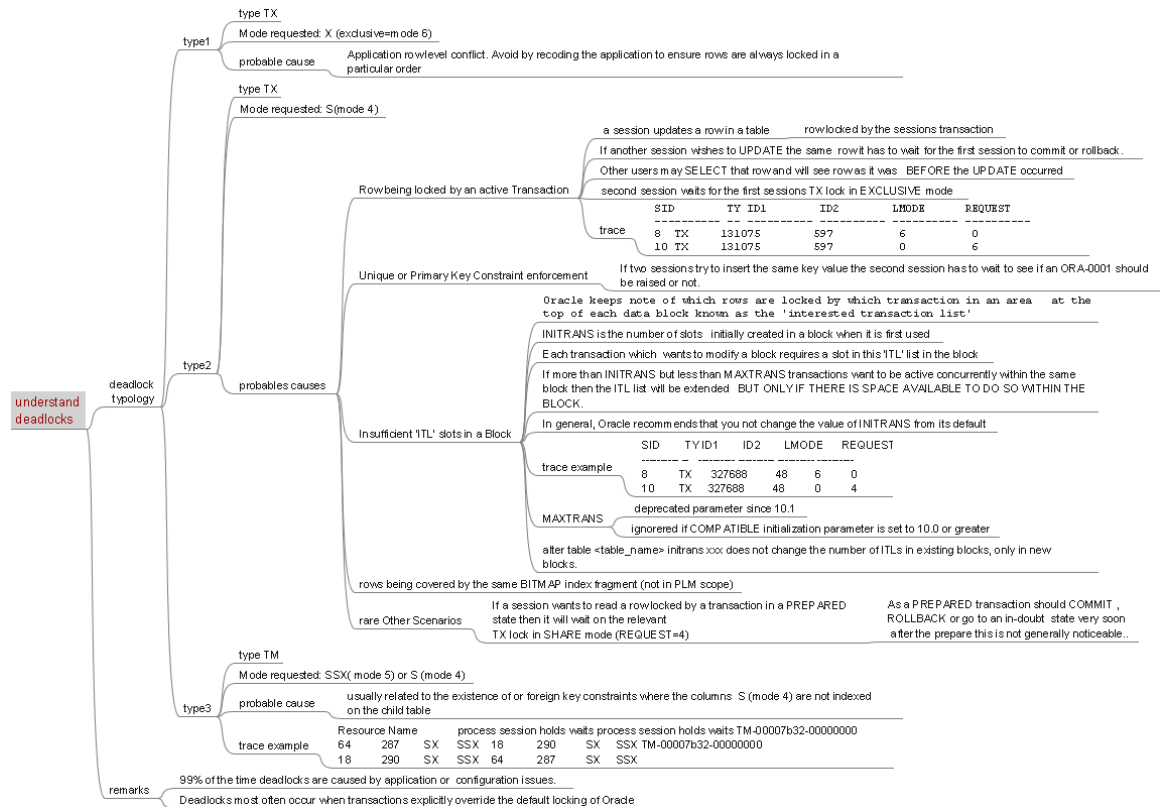 understand
deadlocks
deadlock
typology
type1
type TX
Mode requested: X (exclusive=mode 6)
probable cause
Application rowlevel conflict. Avoid by recoding the application to ensure rows are always locked in a
particular order
type2
type TX
Mode requested: S(mode 4)
probables causes
Row being locked by an active Transaction
a session updates a row in a table
row locked by the sessions transaction
If another session wishes to UPDATE the same row it has to wait for the first session to commit or rollback.
Other users may SELECT that row and will see row as it was BEFORE the UPDATE occurred
second session waits for the first sessions TX lock in EXCLUSIVE mode
trace
SID TY ID1 ID2 LMODE REQUEST
---------- -- ---------- ---------- ---------- ----------
8 TX 131075 597 6 0
10 TX 131075 597 0 6
Unique or Primary Key Constraint enforcement
If two sessions try to insert the same key value the second session has to wait to see if an ORA-0001 should
be raised or not.
Insufficient 'ITL' slots in a Block
Oracle keeps note of which rows are locked by which transaction in an area at the
top of each data block known as the 'interested transaction list'
INITRANS is the number of slots initially created in a block when it is first used
Each transaction which wants to modify a block requires a slot in this 'ITL' list in the block
If more than INITRANS but less than MAXTRANS transactions want to be active concurrently within the same
block then the ITL list will be extended BUT ONLY IF THERE IS SPACE AVAILABLE TO DO SO WITHIN THE
BLOCK.
In general, Oracle recommends that you not change the value of INITRANS from its default
trace example
SID TY ID1 ID2 LMODE REQUEST
--------- -- --------- --------- --------- ---------
8 TX 327688 48 6 0
10 TX 327688 48 0 4
MAXTRANS
deprecated parameter since 10.1
ignorered if COMPATIBLE initialization parameter is set to 10.0 or greater
alter table <table_name> initrans xxx does not change the number of ITLs in existing blocks, only in new
blocks.
rows being covered by the same BITMAP index fragment (not in PLM scope)
rare Other Scenarios
If a session wants to read a row locked by a transaction in a PREPARED
state then it will wait on the relevant
TX lock in SHARE mode (REQUEST=4)
As a PREPARED transaction should COMMIT ,
ROLLBACK or go to an in-doubt state very soon
after the prepare this is not generally noticeable..
type3
type TM
Mode requested: SSX( mode 5) or S (mode 4)
probable cause
usually related to the existence of or foreign key constraints where the columns S (mode 4) are not indexed
on the child table
trace example
Resource Name process session holds waits process session holds waits TM-00007b32-00000000
64 287 SX SSX 18 290 SX SSX TM-00007b32-00000000
18 290 SX SSX 64 287 SX SSX
remarks
99% of the time deadlocks are caused by application or configuration issues.
Deadlocks most often occur when transactions explicitly override the default locking of Oracle